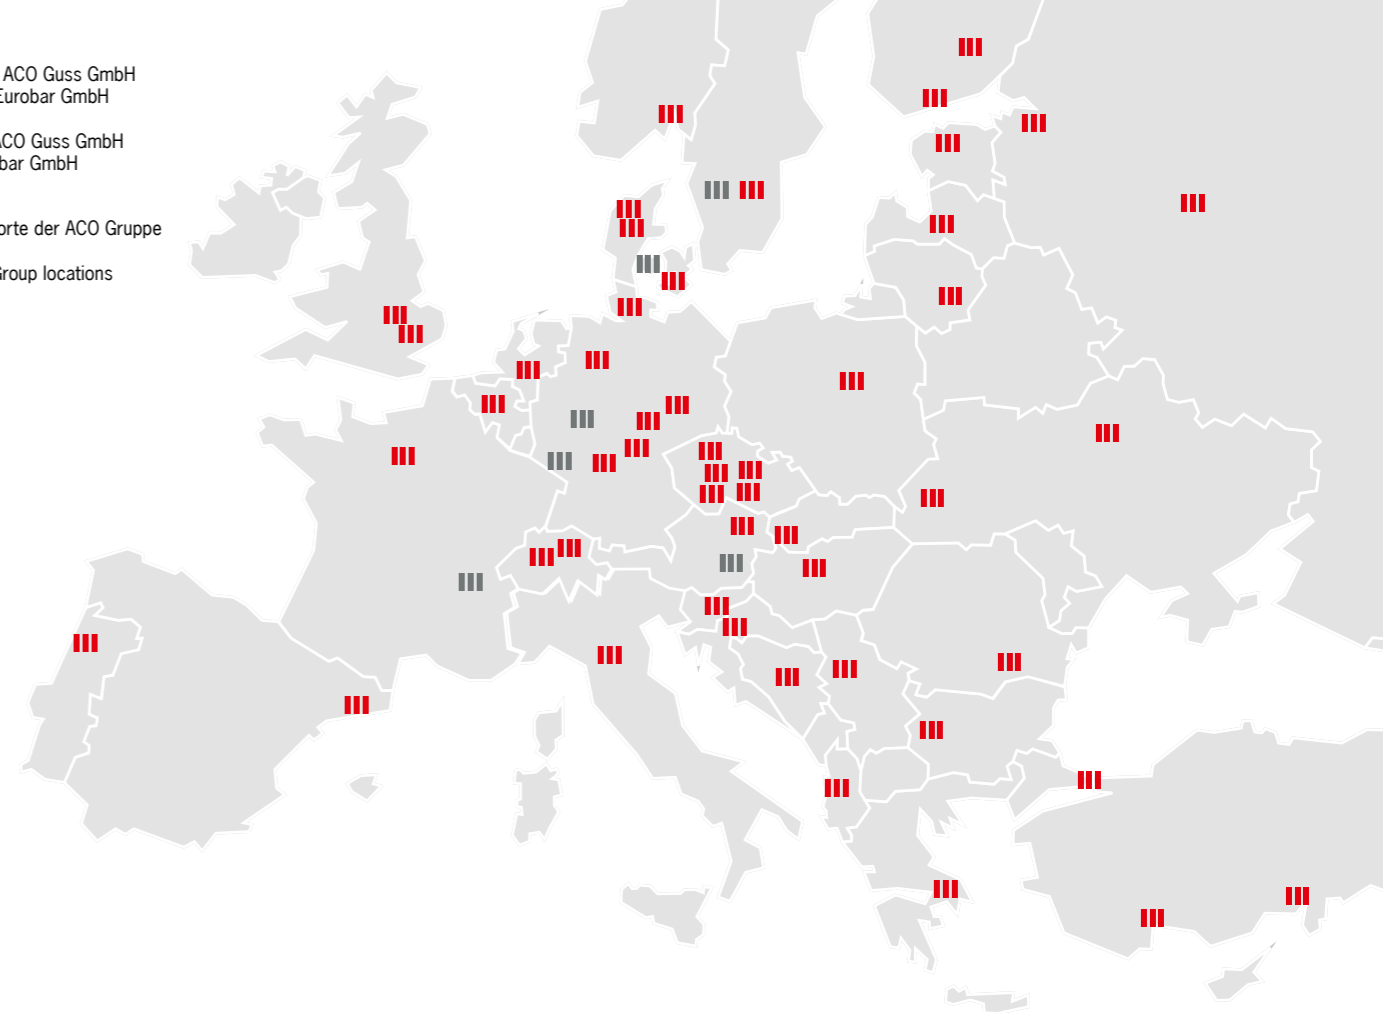 ACO Guss GmbH
Eurobar GmbH
ACO Guss GmbH
bar GmbH
orte der ACO Gruppe
Group locations